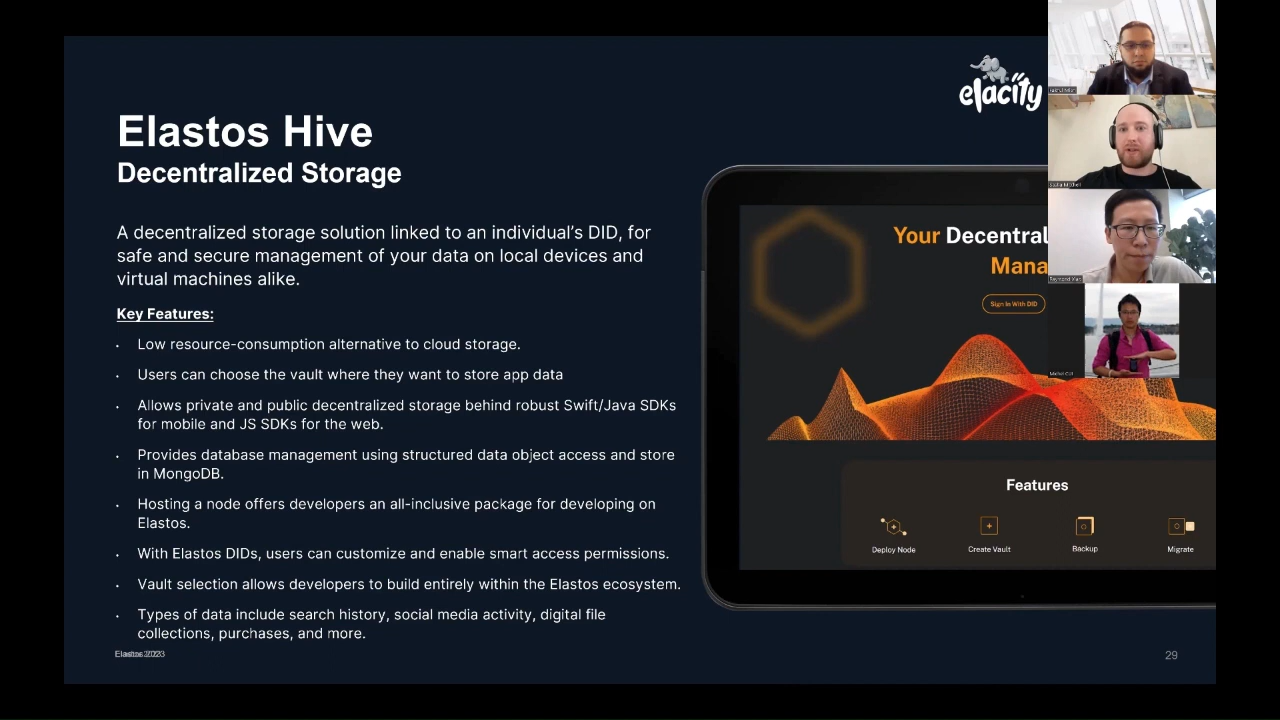 elacity
Elastos Hive
Decentralized Storage
A decentralized storage solution linked to an individual's DID, for
safe and secure management of your data on local devices and
virtual machines alike.
Key Features:
• Low resource-consumption alternative to cloud storage.
• Users can choose the vault where they want to store app data
• Allows private and public decentralized storage behind robust Swift/Java SDKs
for mobile and JS SDKs for the web.
• Provides database management using structured data object access and store
in MongoDB.
• Hosting a node offers developers an all-inclusive package for developing on
Elastos.
• With Elastos DIDs, users can customize and enable smart access permissions.
• Vault selection allows developers to build entirely within the Elastos ecosystem.
• Types of data include search history, social media activity, digital file
collections, purchases, and more.
Your Decentral
Mana
Sign In With DID
Features
Deploy Node
Create Vault
Backup
Migrate
Elastos 2023
29